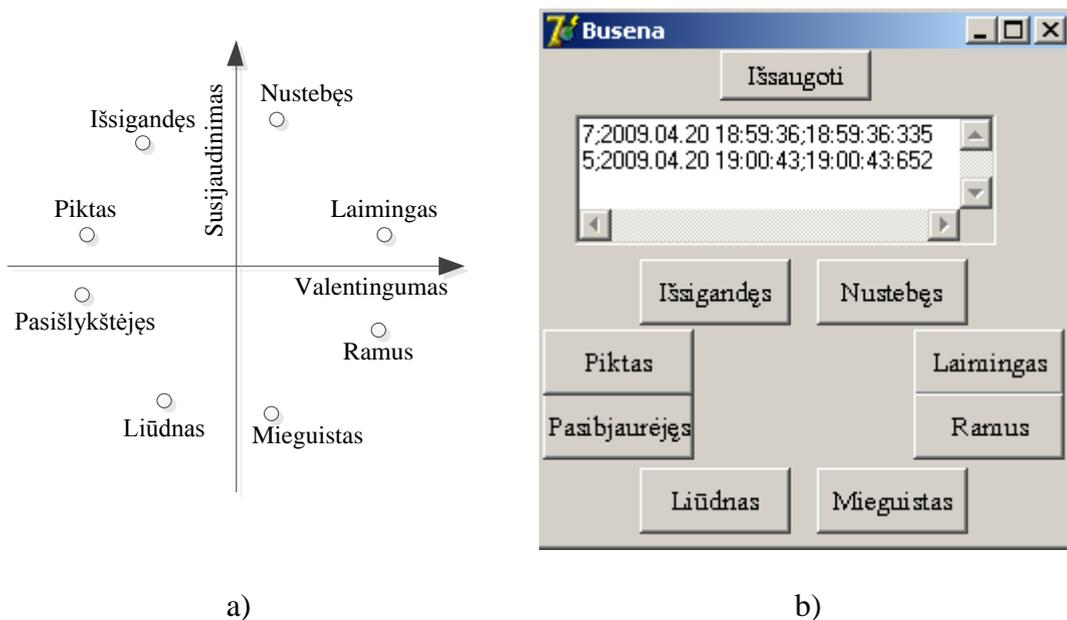 Susijaudinimas
Nustebęs
Išsigandęs
Piktas
Laimingas
Valentingumas
Pasišlykštėjęs
Ramus
Liūdnas
Mieguistas
a)
Busena
Išsaugoti
7;2009.04.20 18:59:36;18:59:36:335
5;2009.04.20 19:00:43;19:00:43:652
Išsigandęs
Nustebęs
Piktas
Laimingas
Pasibjaurėjęs
Ramus
Liūdnas
Mieguistas
b)